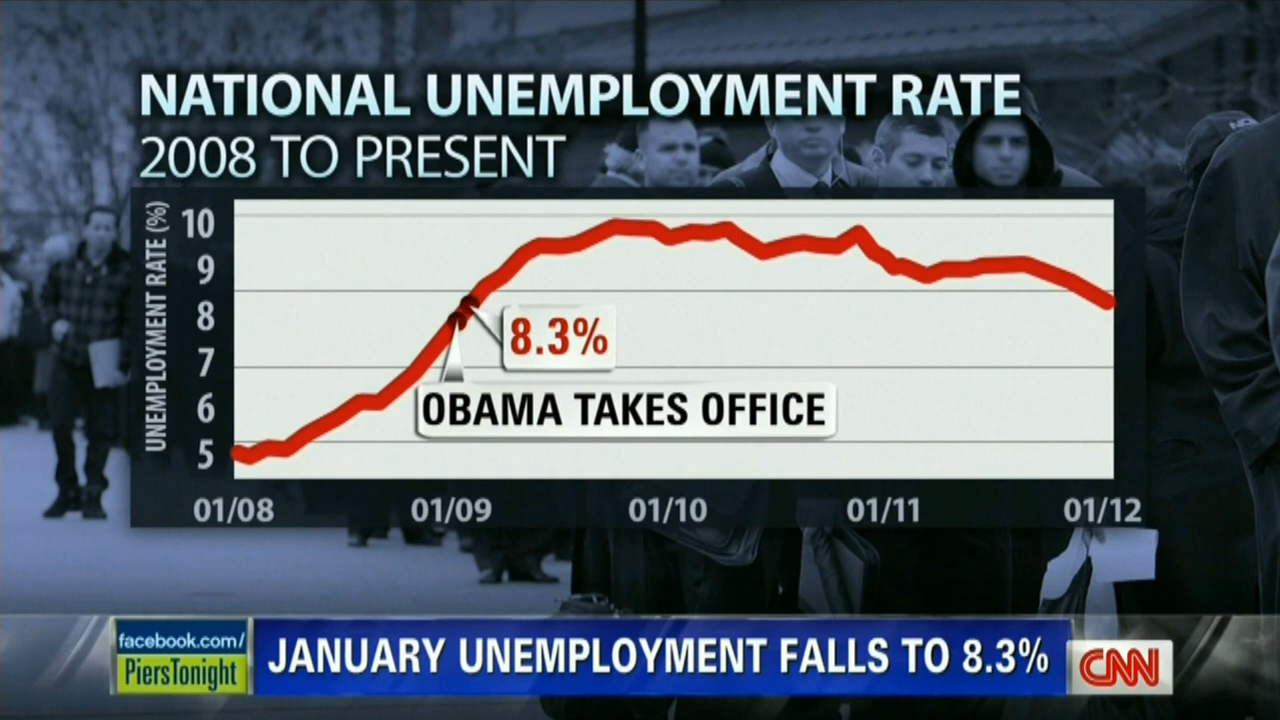 NATIONAL UNEMPLOYMENT RATE
2008 TO PRESENT
UNEMPLOYMENT RATE (%)
10
9
8
7
6
5
8.3%
OBAMA TAKES OFFICE
01/08 01/09 01/10 01/11 01/12
facebook.com/
PiersTonight
JANUARY UNEMPLOYMENT FALLS TO 8.3%
CNN